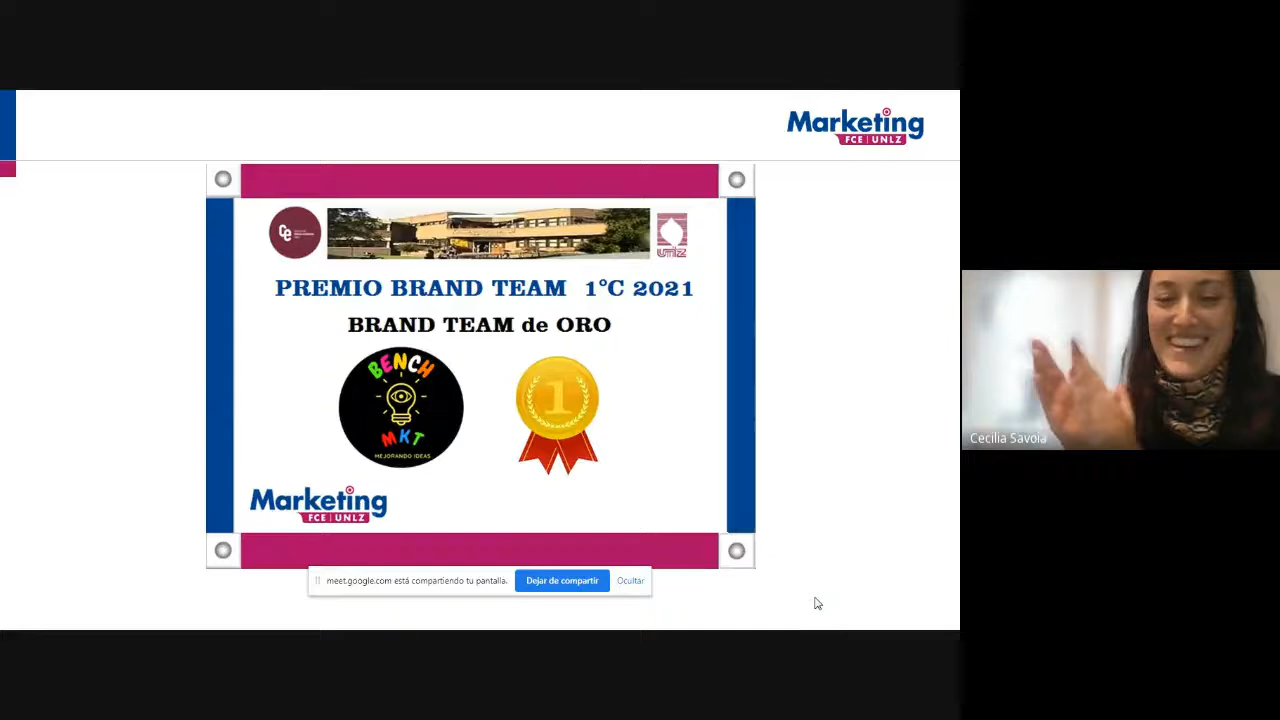 Marketing
FCE | UNLZ
ce
UNLZ
PREMIO BRAND TEAM 1°C 2021
BRAND TEAM de ORO
BENCH
MKT
MEJORANDO IDEAS
1
Marketing
FCE | UNLZ
meet.google.com está compartiendo tu pantalla.
Dejar de compartir
Ocultar
Cecilia Savoia